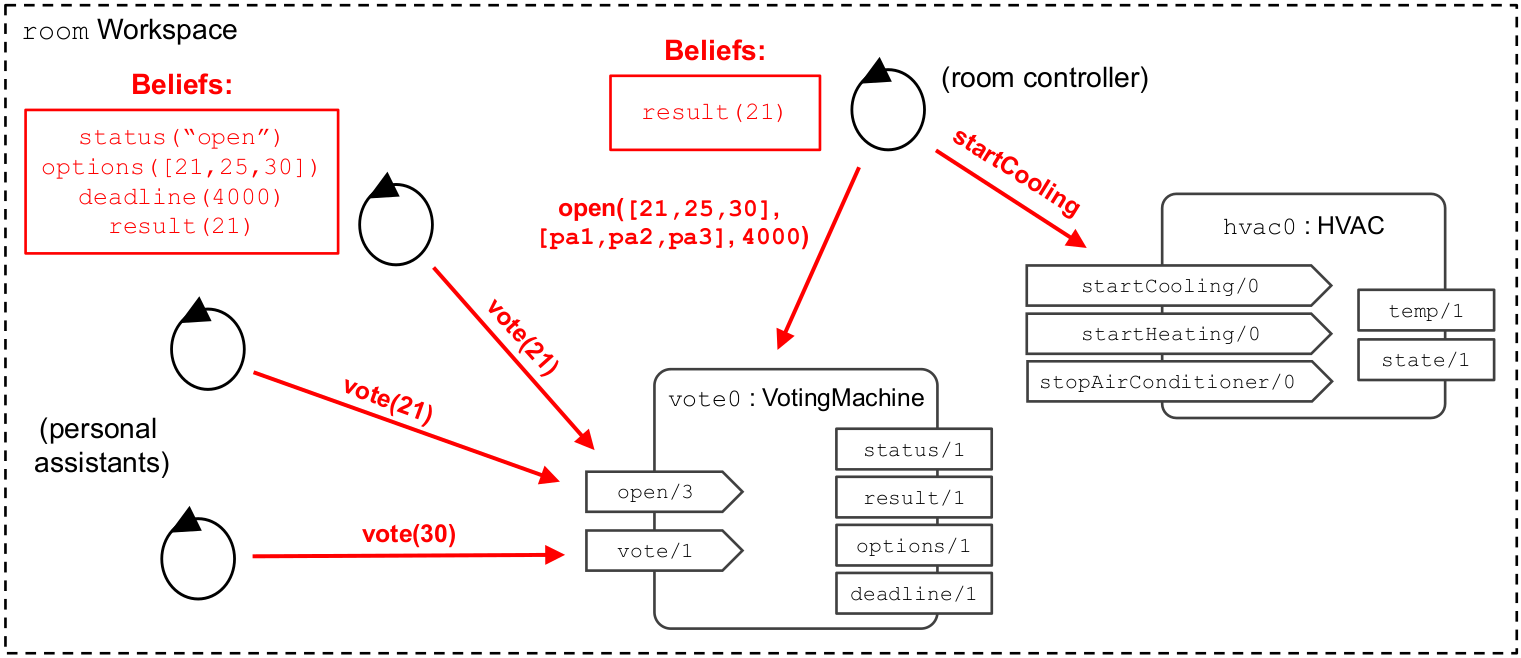 room Workspace
Beliefs:
status(“open”)
options([21,25,30])
deadline(4000)
result(21)
Beliefs:
result(21)
(room controller)
startCooling
open([21,25,30],
[pa1,pa2,pa3],4000)
hvac0 : HVAC
startCooling/0
startHeating/0
stopAirConditioner/0
temp/1
state/1
vote(21)
vote(21)
(personal
assistants)
vote(30)
vote0 : VotingMachine
open/3
vote/1
status/1
result/1
options/1
deadline/1